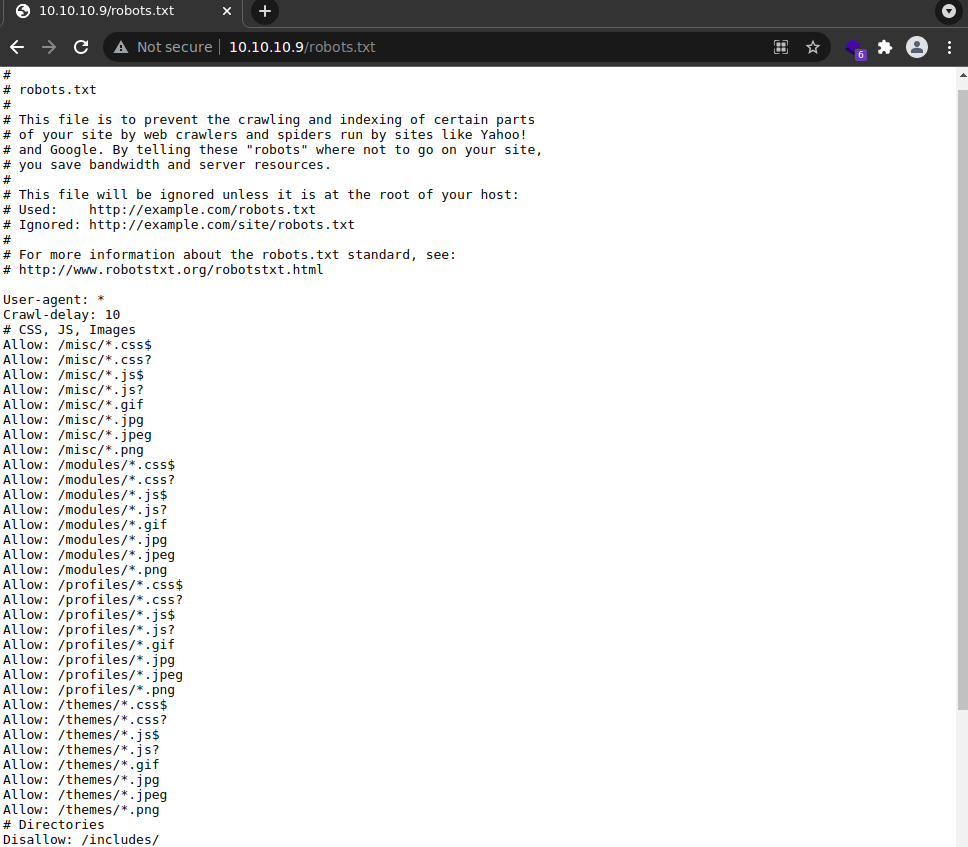 10.10.10.9/robots.txt
Not secure
10.10.10.9/robots.txt
6
#
# robots.txt
#
# This file is to prevent the crawling and indexing of certain parts
# of your site by web crawlers and spiders run by sites like Yahoo!
# and Google. By telling these "robots" where not to go on your site,
# you save bandwidth and server resources.
#
# This file will be ignored unless it is at the root of your host:
# Used:    http://example.com/robots.txt
# Ignored: http://example.com/site/robots.txt
#
# For more information about the robots.txt standard, see:
# http://www.robotstxt.org/robotstxt.html
User-agent: *
Crawl-delay: 10
# CSS, JS, Images
Allow: /misc/*.css$
Allow: /misc/*.css?
Allow: /misc/*.js$
Allow: /misc/*.js?
Allow: /misc/*.gif
Allow: /misc/*.jpg
Allow: /misc/*.jpeg
Allow: /misc/*.png
Allow: /modules/*.css$
Allow: /modules/*.css?
Allow: /modules/*.js$
Allow: /modules/*.js?
Allow: /modules/*.gif
Allow: /modules/*.jpg
Allow: /modules/*.jpeg
Allow: /modules/*.png
Allow: /profiles/*.css$
Allow: /profiles/*.css?
Allow: /profiles/*.js$
Allow: /profiles/*.js?
Allow: /profiles/*.gif
Allow: /profiles/*.jpg
Allow: /profiles/*.jpeg
Allow: /profiles/*.png
Allow: /themes/*.css$
Allow: /themes/*.css?
Allow: /themes/*.js$
Allow: /themes/*.js?
Allow: /themes/*.gif
Allow: /themes/*.jpg
Allow: /themes/*.jpeg
Allow: /themes/*.png
# Directories
Disallow: /includes/